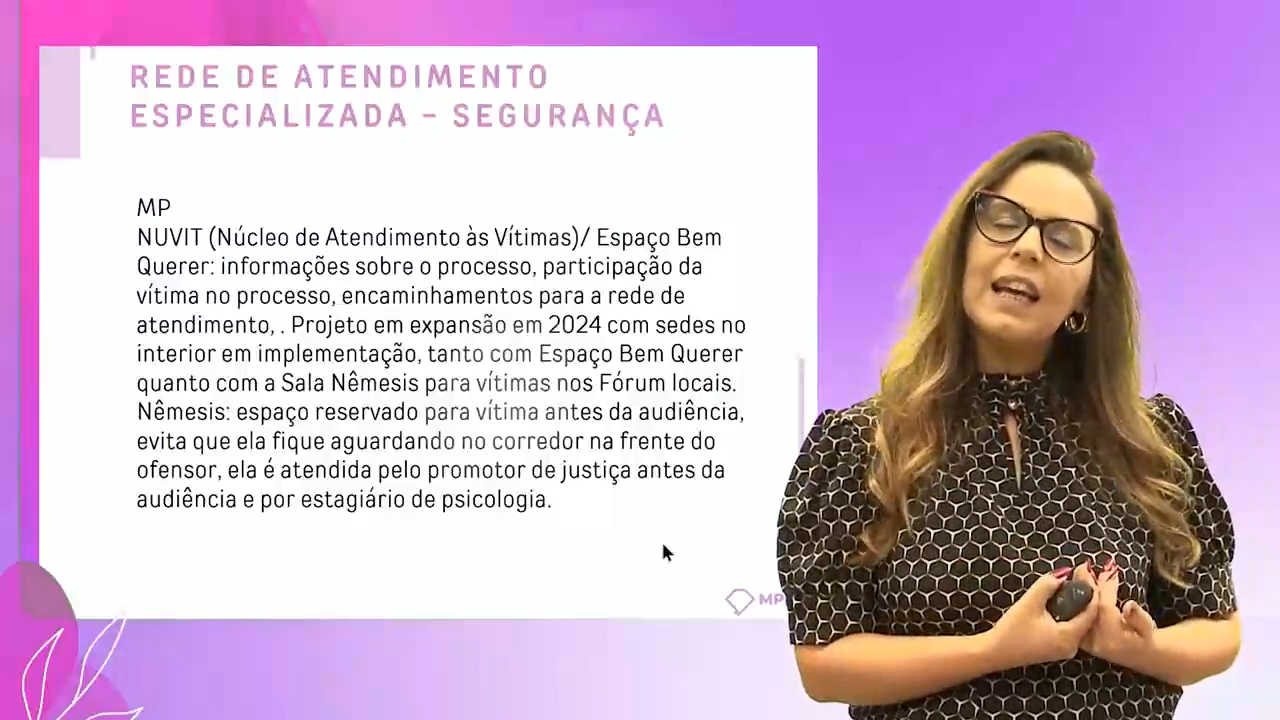 REDE DE ATENDIMENTO
ESPECIALIZADA – SEGURANÇA
MP
NUVIT (Núcleo de Atendimento às Vítimas)/ Espaço Bem
Querer: informações sobre o processo, participação da
vítima no processo, encaminhamentos para a rede de
atendimento, . Projeto em expansão em 2024 com sedes no
interior em implementação, tanto com Espaço Bem Querer
quanto com a Sala Nêmesis para vítimas nos Fórum locais.
Nêmesis: espaço reservado para vítima antes da audiência,
evita que ela fique aguardando no corredor na frente do
ofensor, ela é atendida pelo promotor de justiça antes da
audiência e por estagiário de psicologia.
MP